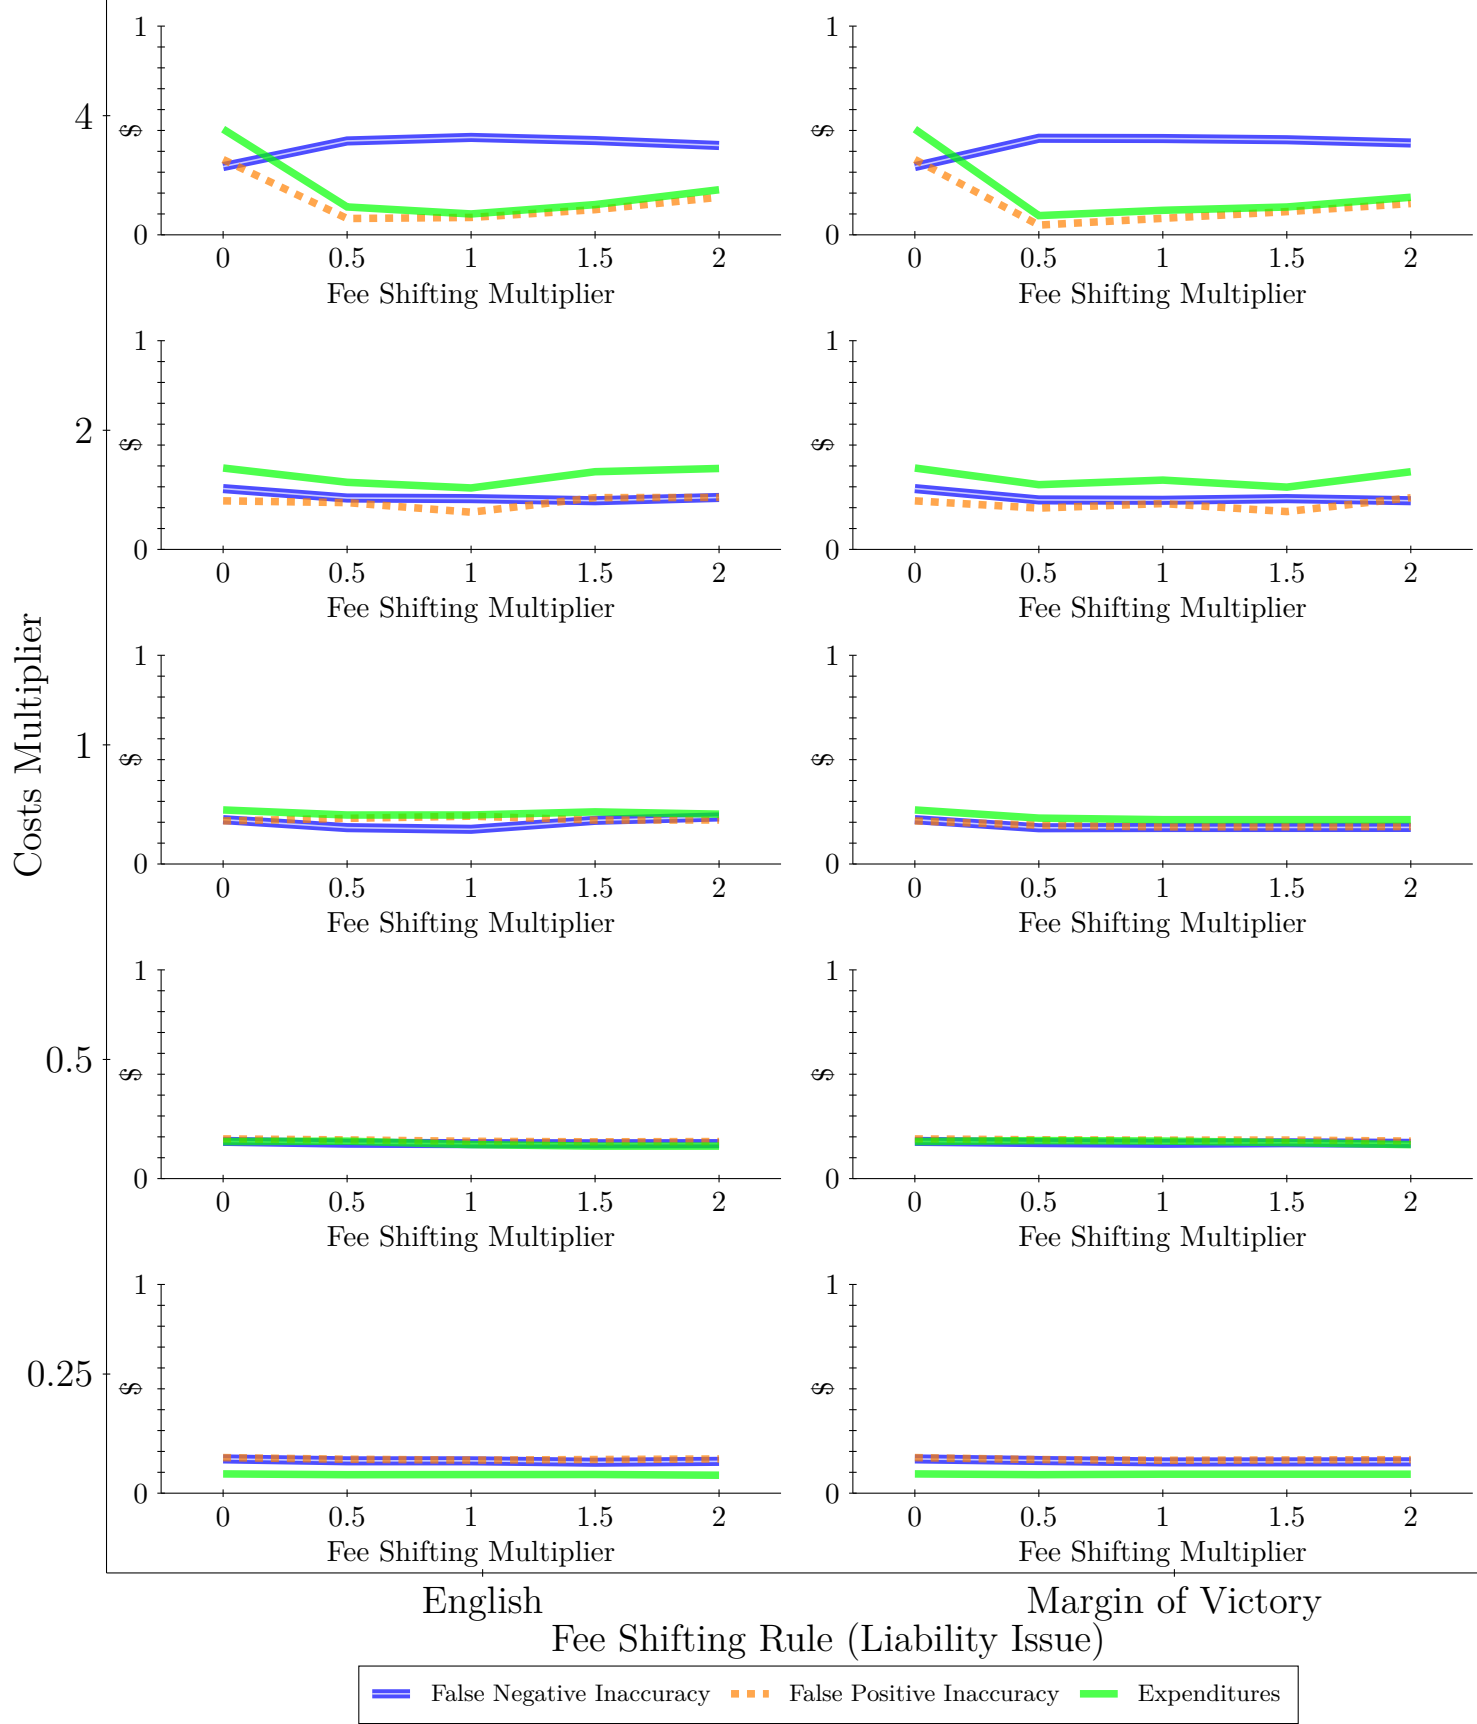 1
$
0
0 0.5 1 1.5 2
Fee Shifting Multiplier
1
$
0
0 0.5 1 1.5 2
Fee Shifting Multiplier
4
1
$
0
0 0.5 1 1.5 2
Fee Shifting Multiplier
1
$
0
0 0.5 1 1.5 2
Fee Shifting Multiplier
2
1
$
0
0 0.5 1 1.5 2
Fee Shifting Multiplier
1
$
0
0 0.5 1 1.5 2
Fee Shifting Multiplier
1
Costs Multiplier
1
$
0
0 0.5 1 1.5 2
Fee Shifting Multiplier
1
$
0
0 0.5 1 1.5 2
Fee Shifting Multiplier
0.5
1
$
0
0 0.5 1 1.5 2
Fee Shifting Multiplier
1
$
0
0 0.5 1 1.5 2
Fee Shifting Multiplier
0.25
English
Margin of Victory
Fee Shifting Rule (Liability Issue)
False Negative Inaccuracy False Positive Inaccuracy Expenditures